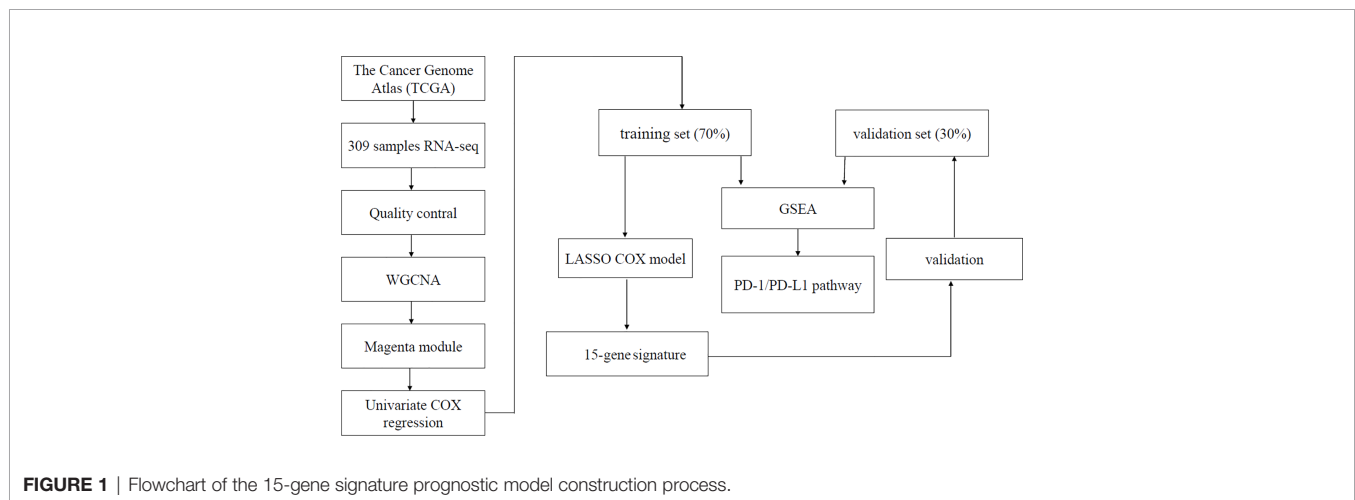 The Cancer Genome
Atlas (TCGA)
309 samples RNA-seq
Quality contral
WGCNA
Magenta module
Univariate COX
regression
training set (70%)
validation set (30%)
GSEA
LASSO COX model
PD-1/PD-L1 pathway
validation
15-gene signature
FIGURE 1 | Flowchart of the 15-gene signature prognostic model construction process.